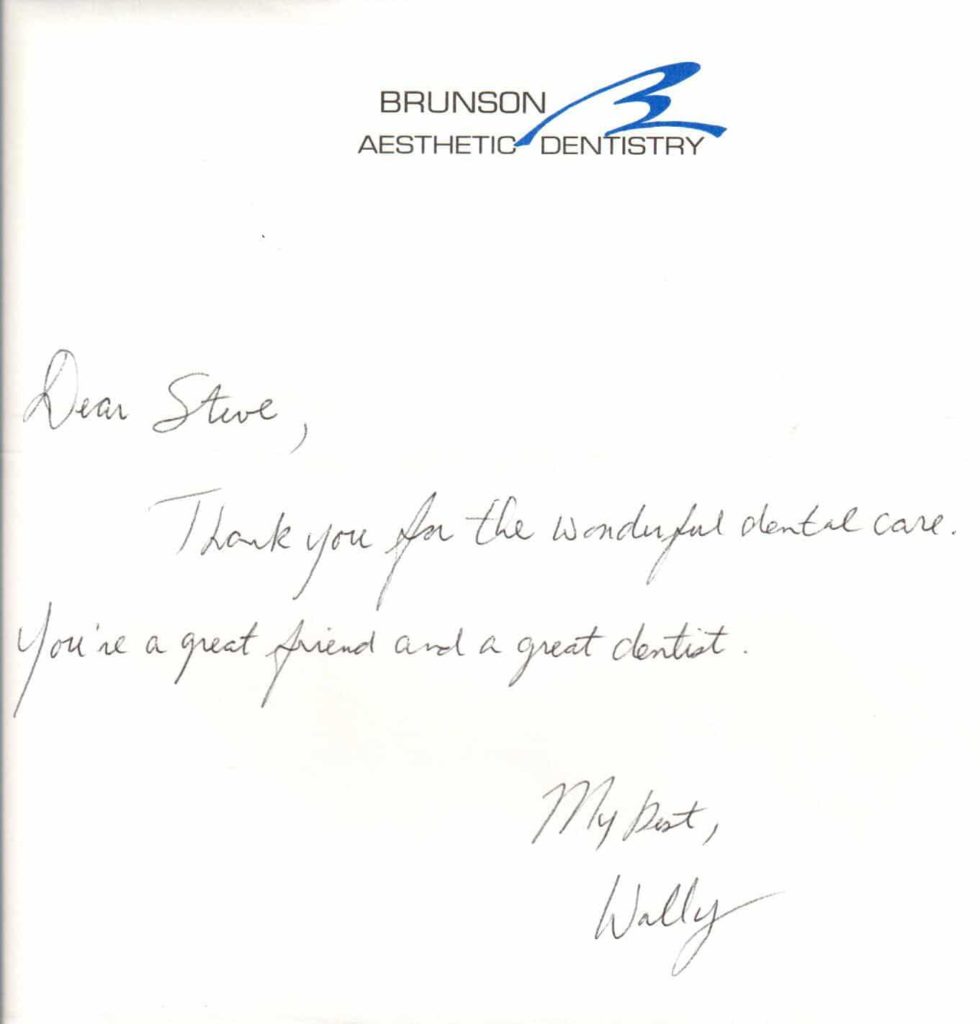 BRUNSON
AESTHETIC DENTISTRY
Dear Steve,
Thank you for the wonderful dental care.
You're a great friend and a great dentist.
My best,
Wally